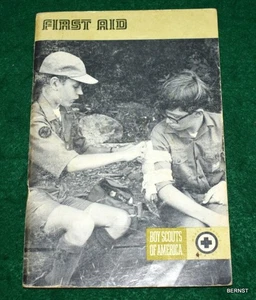 FIRST AID
BOY SCOUTS
OF AMERICA
BERNST